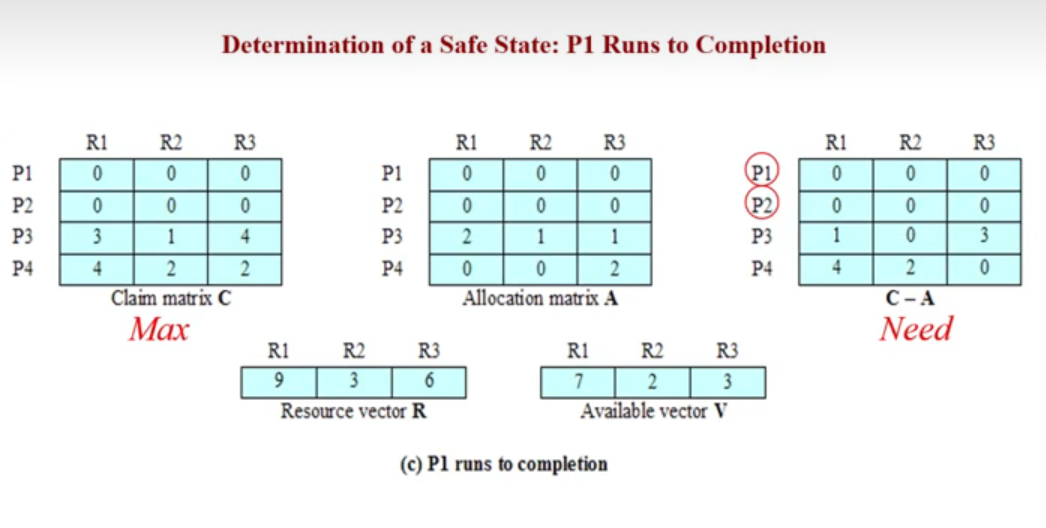 Determination of a Safe State: P1 Runs to Completion
R1 R2 R3 R1 R2 R3 R1 R2 R3
P1 0 0 0 P1 0 0 0 P1 0 0 0
P2 0 0 0 P2 0 0 0 P2 0 0 0
P3 3 1 4 P3 2 1 1 P3 1 0 3
P4 4 2 2 P4 0 0 2 P4 4 2 0
Claim matrix C Allocation matrix A C – A
Max Need
R1 R2 R3 R1 R2 R3
9 3 6 7 2 3
Resource vector R Available vector V
(c) P1 runs to completion